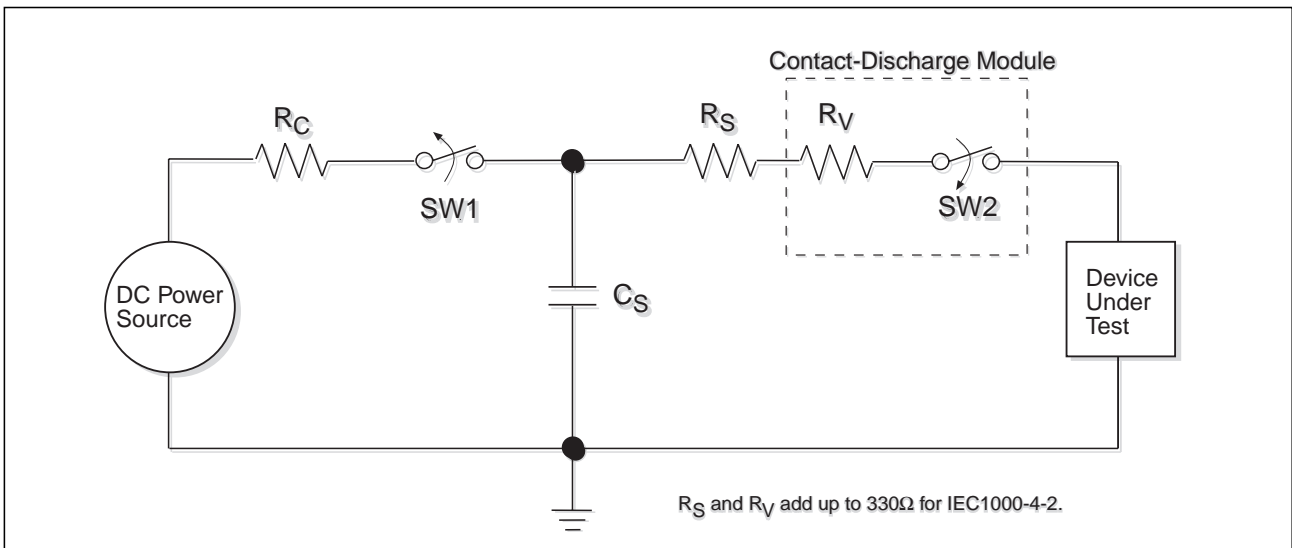 Contact-Discharge Module
RC
RS
RV
SW1
SW2
DC Power
Source
CS
Device
Under
Test
RS and RV add up to 330Ω for IEC1000-4-2.